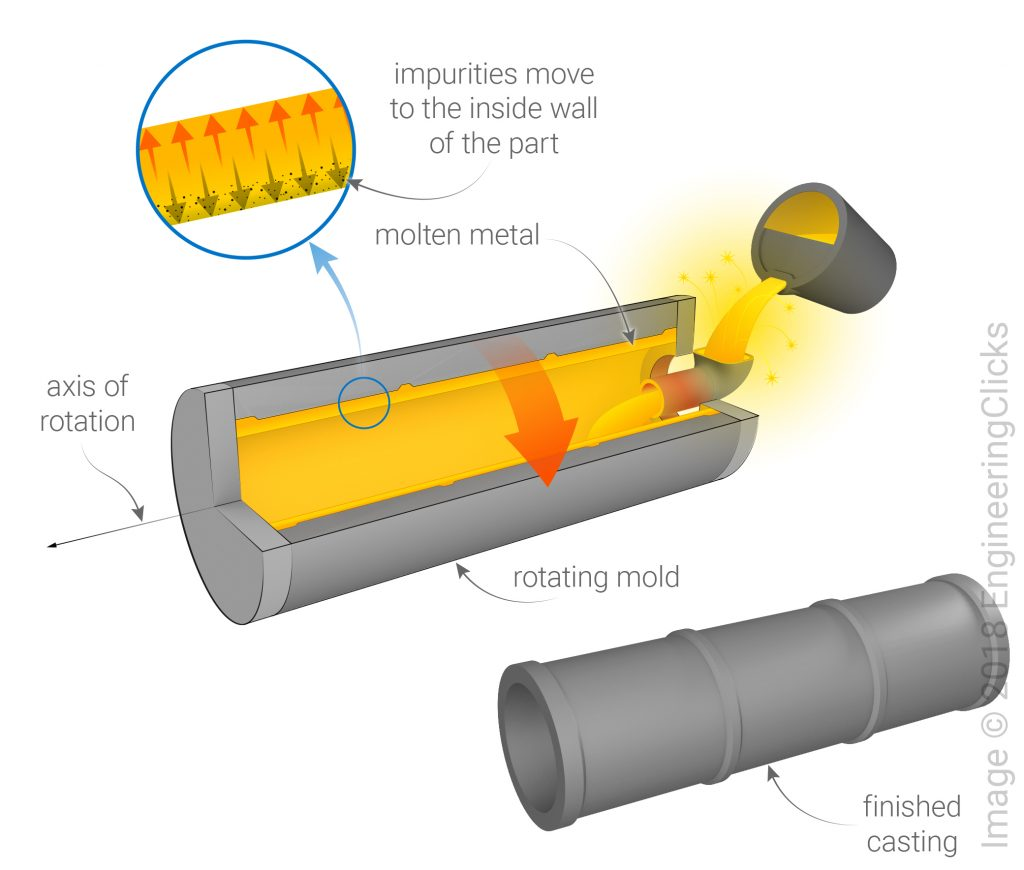 impurities move
to the inside wall
of the part
molten metal
axis of
rotation
rotating mold
finished
casting
Image © 2018 EngineeringClicks